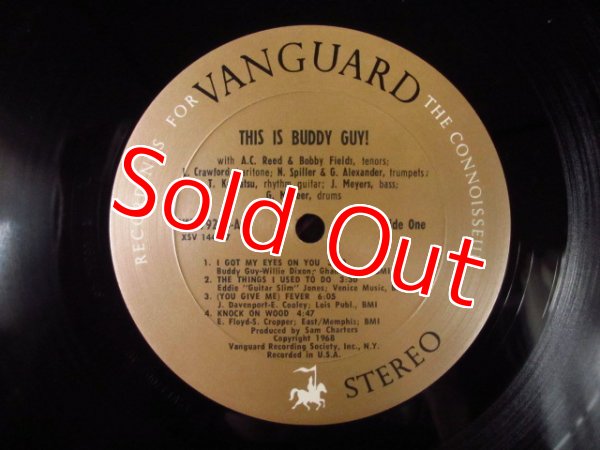 RECORDINGS FOR VANGUARD THE CONNOISSEUR
THIS IS BUDDY GUY!
with A.C. Reed & Bobby Fields, tenors;
Crawford, baritone; N. Spiller & G. Alexander, trumpets;
T. rhythm guitar; J. Meyers, bass;
G. drums
Side One
XSV
Sold Out
1. I GOT MY EYES ON YOU
Buddy Guy-Willie Dixon; BMI
2. THE THINGS I USED TO DO 3:50
Eddie "Guitar Slim" Jones; Venice Music,
3. (YOU GIVE ME) FEVER 6:05
J. Davenport-E. Cooley; Lois Publ., BMI
4. KNOCK ON WOOD 4:47
E. Floyd-S. Cropper; East/Memphis; BMI
Produced by Sam Charters
Copyright 1968
Vanguard Recording Society, Inc., N.Y.
Recorded in U.S.A.
STEREO